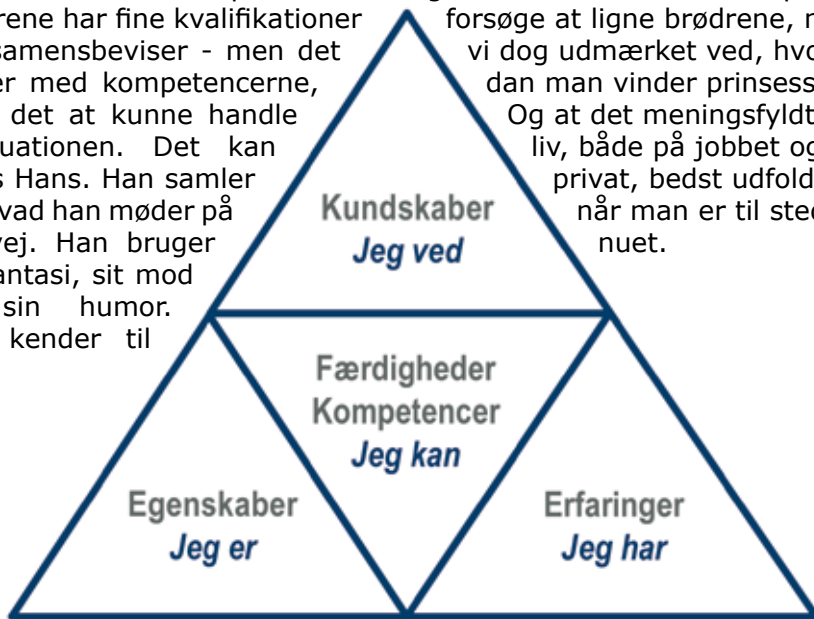 rene har fine kvalifikationer
samensbeviser - men det
er med kompetencerne,
det at kunne handle
uationen. Det kan
s Hans. Han samler
vad han møder på
vej. Han bruger
antasi, sit mod
sin humor.
kender til
forsøge at ligne brødrene,
vi dog udmærket ved, hvo
dan man vinder prinsess
Og at det meningsfyldt
liv, både på jobbet og
privat, bedst udfold
når man er til sted
nuet.
Kundskaber
Jeg ved
Færdigheder
Kompetencer
Jeg kan
Egenskaber
Jeg er
Erfaringer
Jeg har